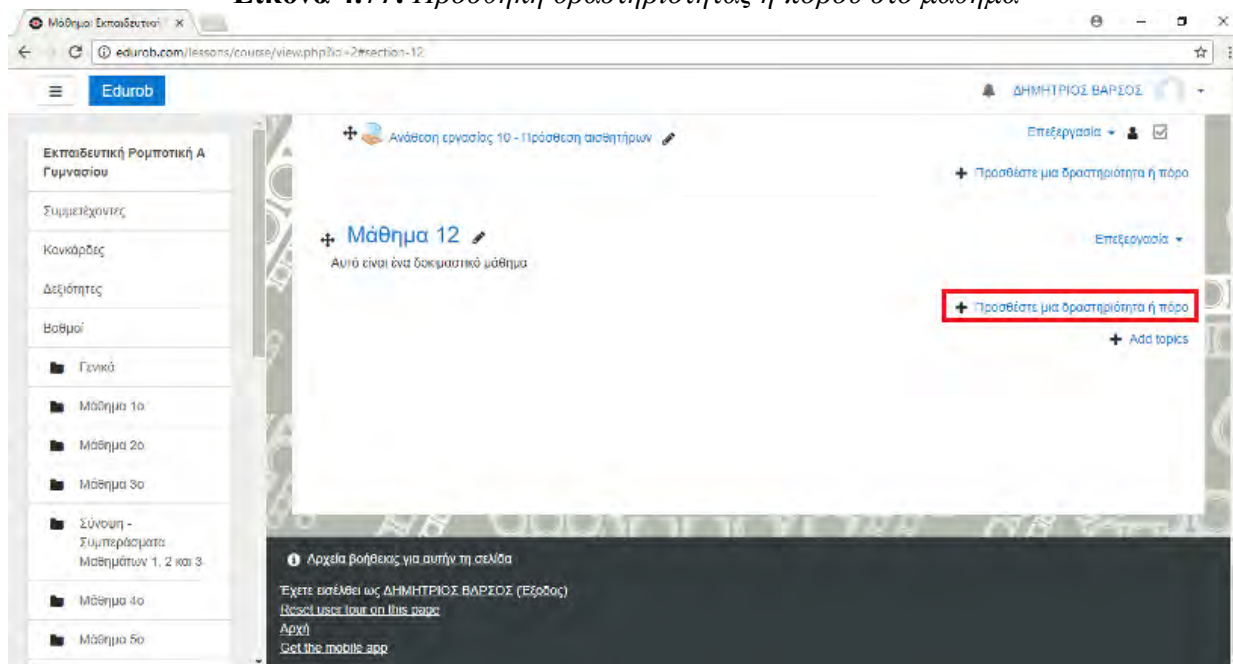 Εικόνα 4.77: Προσθήκη δραστηριότητας ή πόρου στο μάθημα
Μάθημα: Εκπαιδευτική
edurob.com/lessons/course/view.php?id=2#section-12
Edurob
ΔΗΜΗΤΡΙΟΣ ΒΑΡΣΟΣ
Εκπαιδευτική Ρομποτική Α
Γυμνασίου
Συμμετέχοντες
Κονκάρδες
Δεξιότητες
Βαθμοί
Γενικά
Μάθημα 1ο
Μάθημα 2ο
Μάθημα 3ο
Σύνοψη -
Συμπεράσματα
Μαθημάτων 1, 2 και 3
Μάθημα 4ο
Μάθημα 5ο
Ανάθεση εργασίας 10 - Πρόσθεση αισθητήρων
Επεξεργασία
Προσθέστε μια δραστηριότητα ή πόρο
Μάθημα 12
Επεξεργασία
Αυτό είναι ένα δοκιμαστικό μάθημα
Προσθέστε μια δραστηριότητα ή πόρο
Add topics
Αρχεία βοήθειας για αυτήν τη σελίδα
Έχετε εισέλθει ως ΔΗΜΗΤΡΙΟΣ ΒΑΡΣΟΣ (Έξοδος)
Reset user tour on this page
Αρχή
Get the mobile app